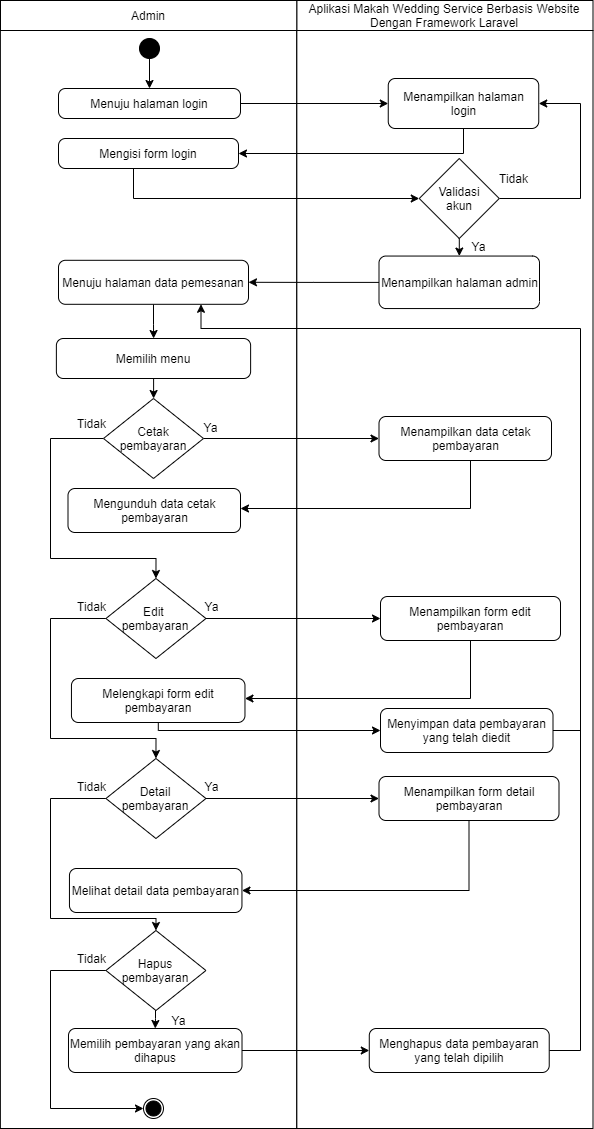 Admin
Aplikasi Makah Wedding Service Berbasis Website
Dengan Framework Laravel
Menuju halaman login
Menampilkan halaman
login
Mengisi form login
Validasi
akun
Tidak
Ya
Menuju halaman data pemesanan
Menampilkan halaman admin
Memilih menu
Tidak
Cetak
pembayaran
Ya
Menampilkan data cetak
pembayaran
Mengunduh data cetak
pembayaran
Tidak
Edit
pembayaran
Ya
Menampilkan form edit
pembayaran
Melengkapi form edit
pembayaran
Menyimpan data pembayaran
yang telah diedit
Tidak
Detail
pembayaran
Ya
Menampilkan form detail
pembayaran
Melihat detail data pembayaran
Tidak
Hapus
pembayaran
Ya
Memilih pembayaran yang akan
dihapus
Menghapus data pembayaran
yang telah dipilih